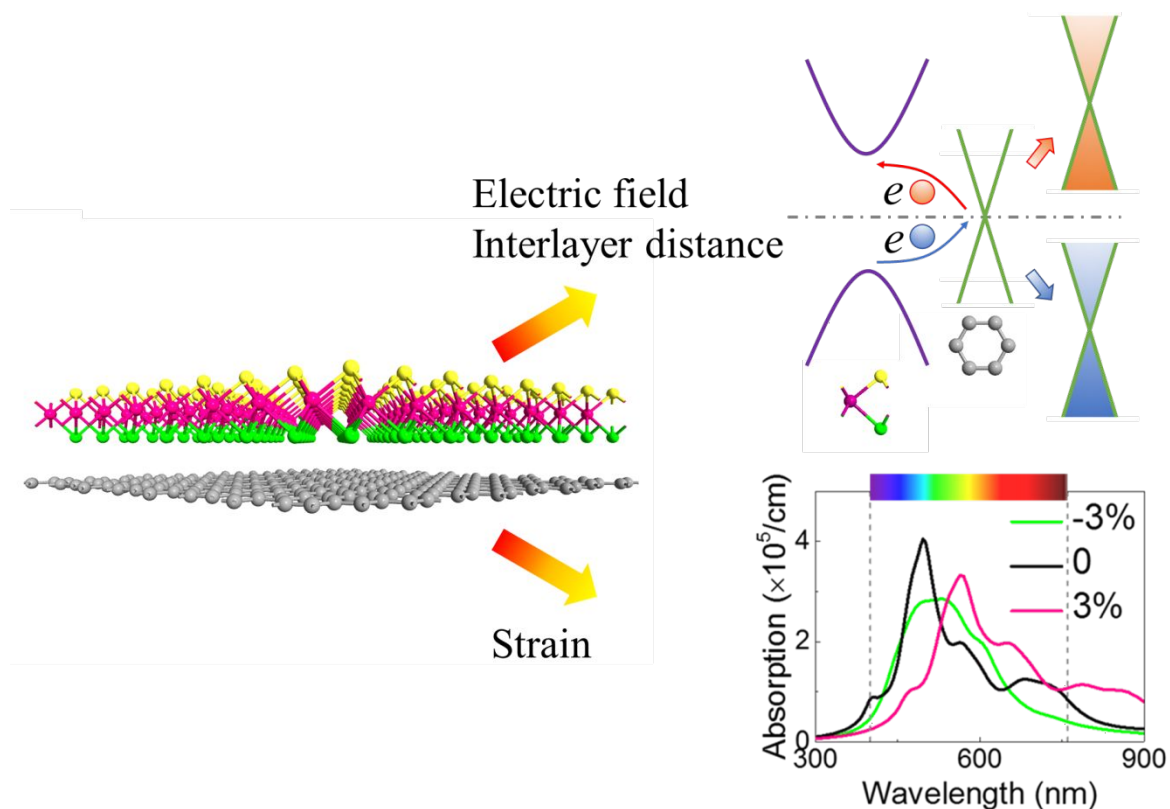 Electric field
Interlayer distance
Strain
e
e
-3%
0
3%
Absorption (×10⁵/cm)
4
2
0
300
600
900
Wavelength (nm)